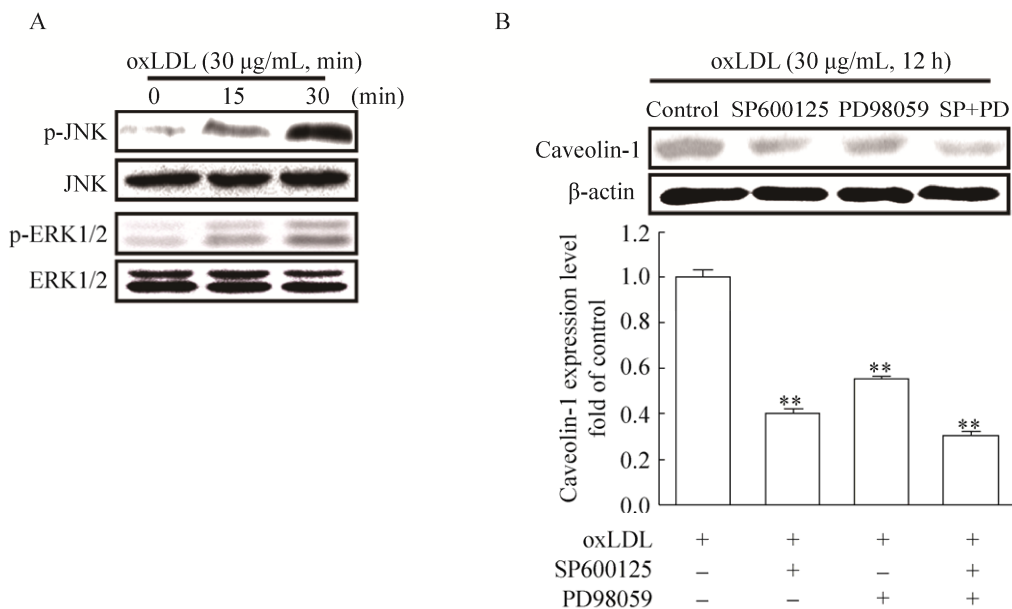 A
oxLDL (30 μg/mL, min)
0 15 30 (min)
p-JNK
JNK
p-ERK1/2
ERK1/2
B
oxLDL (30 μg/mL, 12 h)
Control SP600125 PD98059 SP+PD
Caveolin-1
β-actin
Caveolin-1 expression level
fold of control
1.2
1.0
0.8
0.6
0.4
0.2
0.0
**
**
**
oxLDL + + + +
SP600125 – + – +
PD98059 – – + +